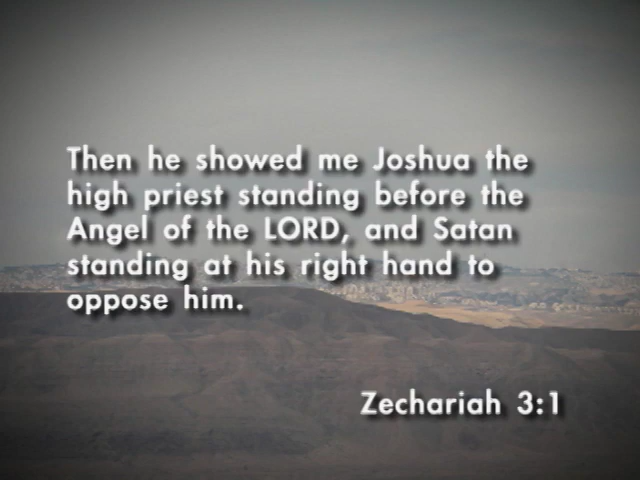 Then he showed me Joshua the
high priest standing before the
Angel of the LORD, and Satan
standing at his right hand to
oppose him.
Zechariah 3:1